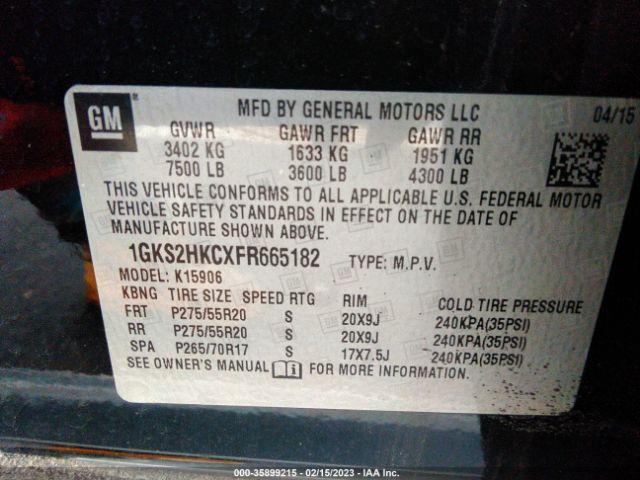 GM
MFD BY GENERAL MOTORS LLC 04/15
GVWR GAWR FRT GAWR RR
3402 KG 1633 KG 1951 KG
7500 LB 3600 LB 4300 LB
THIS VEHICLE CONFORMS TO ALL APPLICABLE U.S. FEDERAL MOTOR
VEHICLE SAFETY STANDARDS IN EFFECT ON THE DATE OF
MANUFACTURE SHOWN ABOVE.
1GKS2HKCXFR665182 TYPE: M.P.V.
MODEL: K15906
KBNG TIRE SIZE SPEED RTG RIM COLD TIRE PRESSURE
FRT P275/55R20 S 20X9J 240KPA(35PSI)
RR P275/55R20 S 20X9J 240KPA(35PSI)
SPA P265/70R17 S 17X7.5J 240KPA(35PSI)
SEE OWNER'S MANUAL FOR ADDITIONAL INFORMATION.
000-35899215 - 02/15/2023 - IAA Inc.